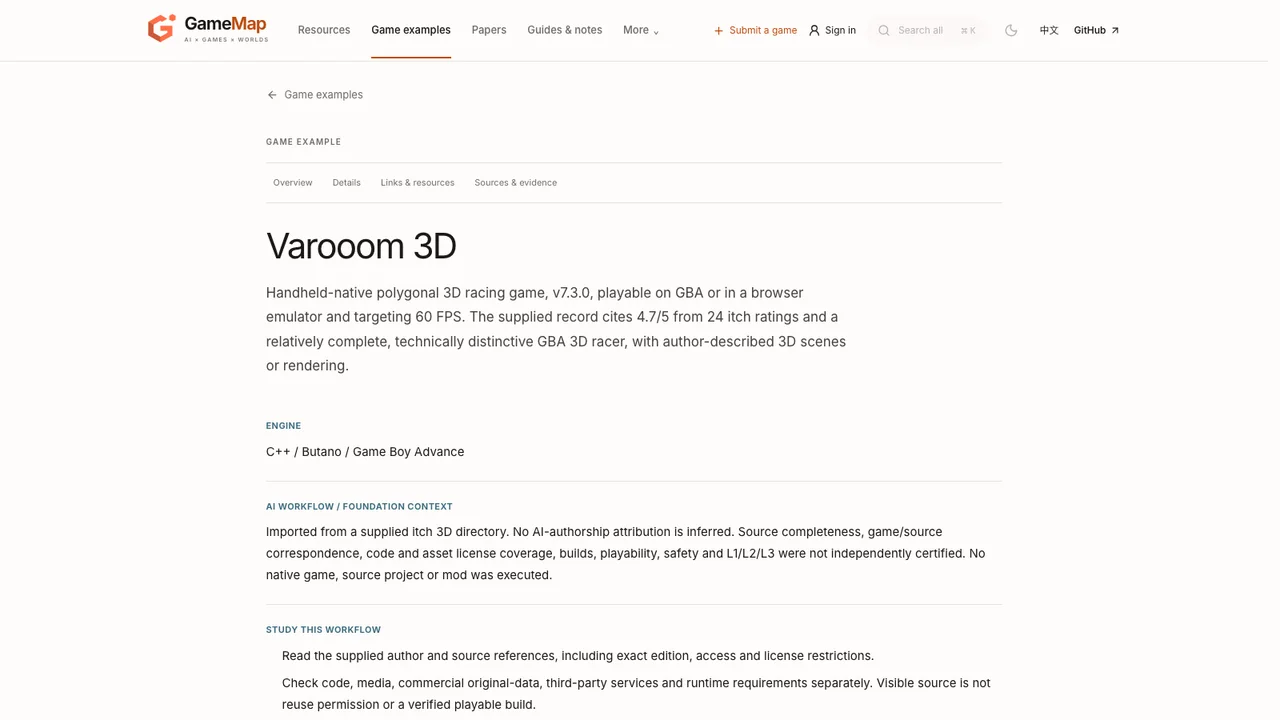 GameMap
AI × GAMES × WORLDS
Resources
Game examples
Papers
Guides & notes
More
Submit a game
Sign in
Search all
⌘ K
中文
GitHub
Game examples
GAME EXAMPLE
Overview
Details
Links & resources
Sources & evidence
Varooom 3D
Handheld-native polygonal 3D racing game, v7.3.0, playable on GBA or in a browser
emulator and targeting 60 FPS. The supplied record cites 4.7/5 from 24 itch ratings and a
relatively complete, technically distinctive GBA 3D racer, with author-described 3D scenes
or rendering.
ENGINE
C++ / Butano / Game Boy Advance
AI WORKFLOW / FOUNDATION CONTEXT
Imported from a supplied itch 3D directory. No AI-authorship attribution is inferred. Source completeness, game/source
correspondence, code and asset license coverage, builds, playability, safety and L1/L2/L3 were not independently certified. No
native game, source project or mod was executed.
STUDY THIS WORKFLOW
Read the supplied author and source references, including exact edition, access and license restrictions.
Check code, media, commercial original-data, third-party services and runtime requirements separately. Visible source is not
reuse permission or a verified playable build.